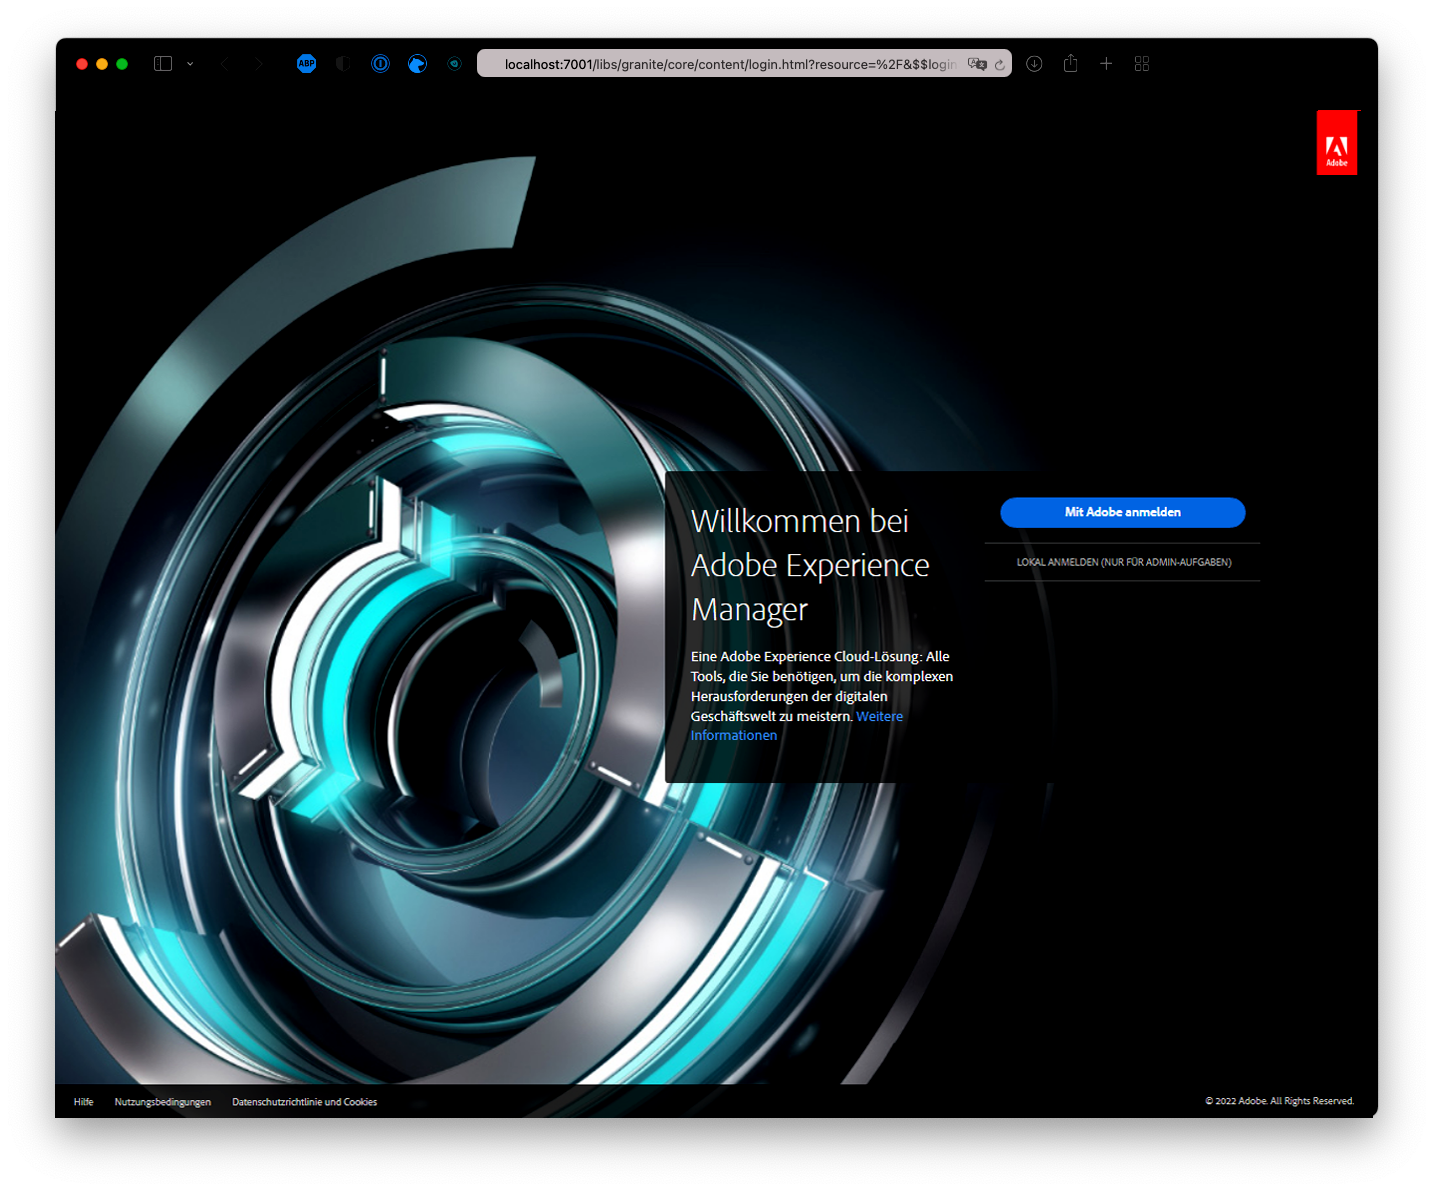 ABP
localhost:7001/libs/granite/core/content/login.html?resource=%2F&$$login
Adobe
Willkommen bei
Adobe Experience
Manager
Eine Adobe Experience Cloud-Lösung: Alle
Tools, die Sie benötigen, um die komplexen
Herausforderungen der digitalen
Geschäftswelt zu meistern. Weitere
Informationen
Mit Adobe anmelden
LOKAL ANMELDEN (NUR FÜR ADMIN-AUFGABEN)
Hilfe
Nutzungsbedingungen
Datenschutzrichtlinie und Cookies
© 2022 Adobe. All Rights Reserved.